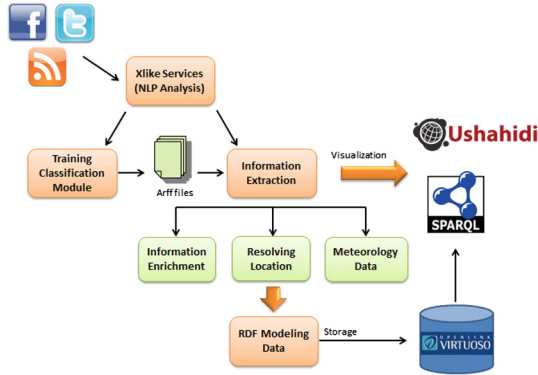 f
t
Xlike Services
(NLP Analysis)
Training
Classification
Module
Arff files
Information
Extraction
Visualization
Ushahidi
SPARQL
Information
Enrichment
Resolving
Location
Meteorology
Data
RDF Modeling
Data
Storage
OPENLINK
VIRTUOSO